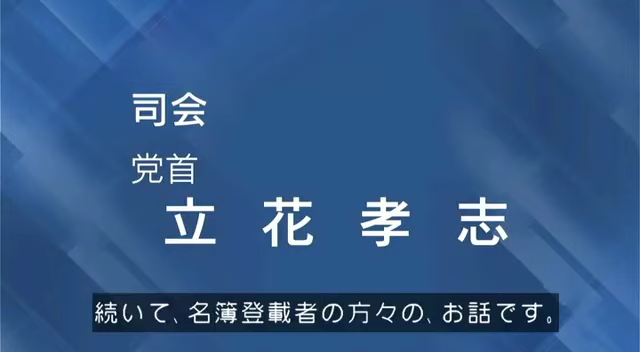 司会
党首
立花孝志
続いて、名簿登載者の方々の、お話です。